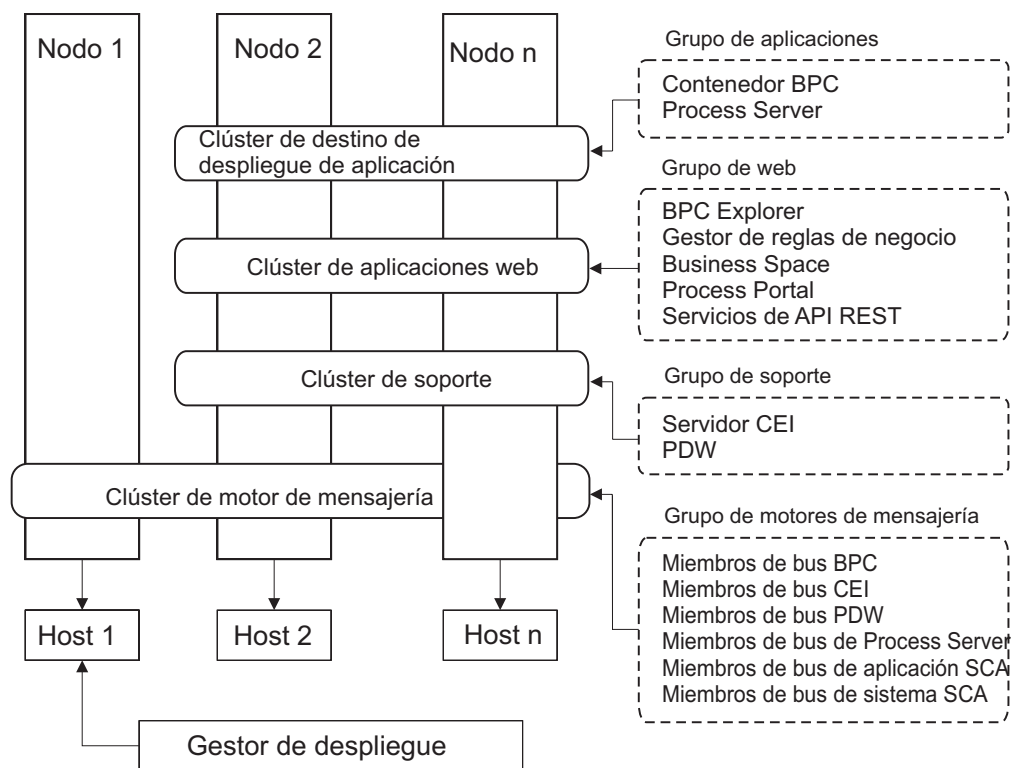 Nodo 1
Nodo 2
Nodo n
Clúster de destino de
despliegue de aplicación
Clúster de aplicaciones web
Clúster de soporte
Clúster de motor de mensajería
Host 1
Host 2
Host n
Gestor de despliegue
Grupo de aplicaciones
Contenedor BPC
Process Server
Grupo de web
BPC Explorer
Gestor de reglas de negocio
Business Space
Process Portal
Servicios de API REST
Grupo de soporte
Servidor CEI
PDW
Grupo de motores de mensajería
Miembros de bus BPC
Miembros de bus CEI
Miembros de bus PDW
Miembros de bus de Process Server
Miembros de bus de aplicación SCA
Miembros de bus de sistema SCA